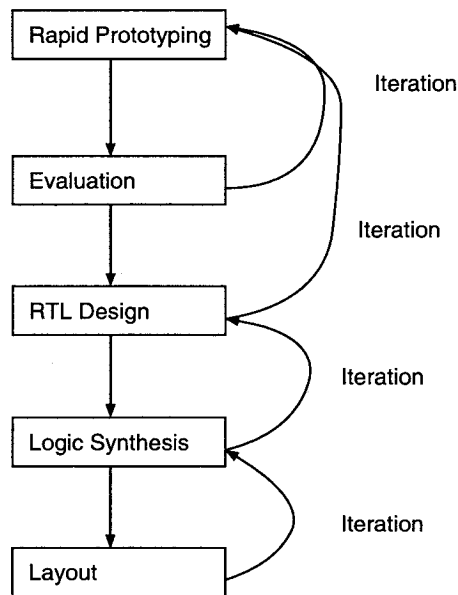 Rapid Prototyping
Iteration
Evaluation
Iteration
RTL Design
Iteration
Logic Synthesis
Iteration
Layout